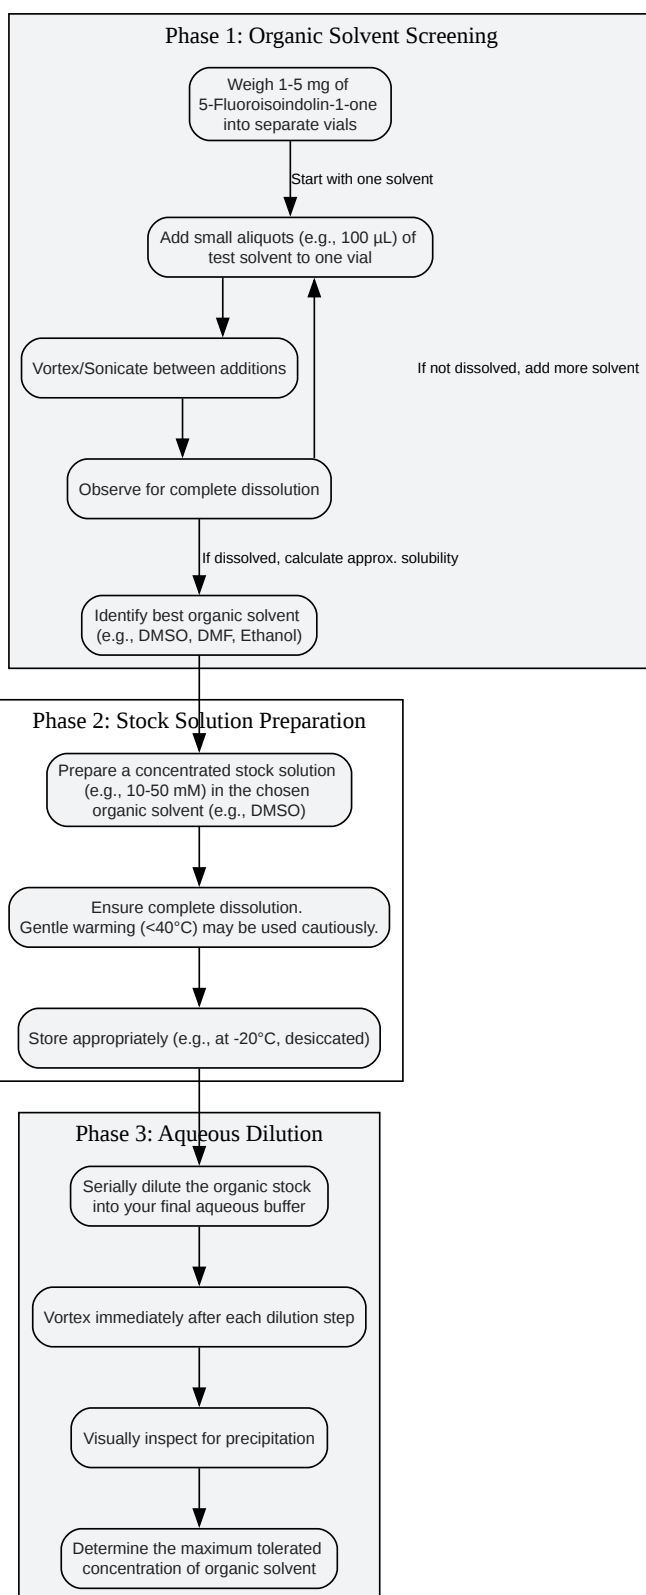 Phase 1: Organic Solvent Screening
Weigh 1-5 mg of
5-Fluoroisoindolin-1-one
into separate vials
Start with one solvent
Add small aliquots (e.g., 100 µL) of
test solvent to one vial
Vortex/Sonicate between additions
If not dissolved, add more solvent
Observe for complete dissolution
If dissolved, calculate approx. solubility
Identify best organic solvent
(e.g., DMSO, DMF, Ethanol)
Phase 2: Stock Solution Preparation
Prepare a concentrated stock solution
(e.g., 10-50 mM) in the chosen
organic solvent (e.g., DMSO)
Ensure complete dissolution.
Gentle warming (<40°C) may be used cautiously.
Store appropriately (e.g., at -20°C, desiccated)
Phase 3: Aqueous Dilution
Serially dilute the organic stock
into your final aqueous buffer
Vortex immediately after each dilution step
Visually inspect for precipitation
Determine the maximum tolerated
concentration of organic solvent